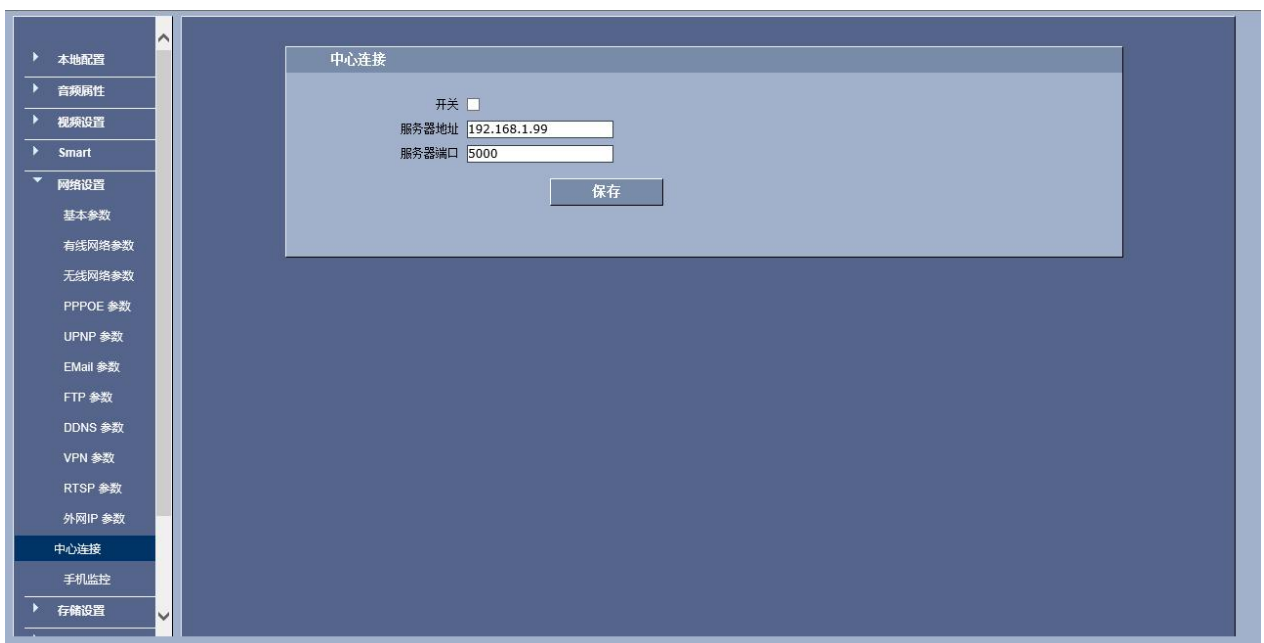 本地配置
音频属性
视频设置
Smart
网络设置
基本参数
有线网络参数
无线网络参数
PPPOE 参数
UPNP 参数
EMail 参数
FTP 参数
DDNS 参数
VPN 参数
RTSP 参数
外网IP 参数
中心连接
手机监控
存储设置
中心连接
开关
服务器地址 192.168.1.99
服务器端口 5000
保存